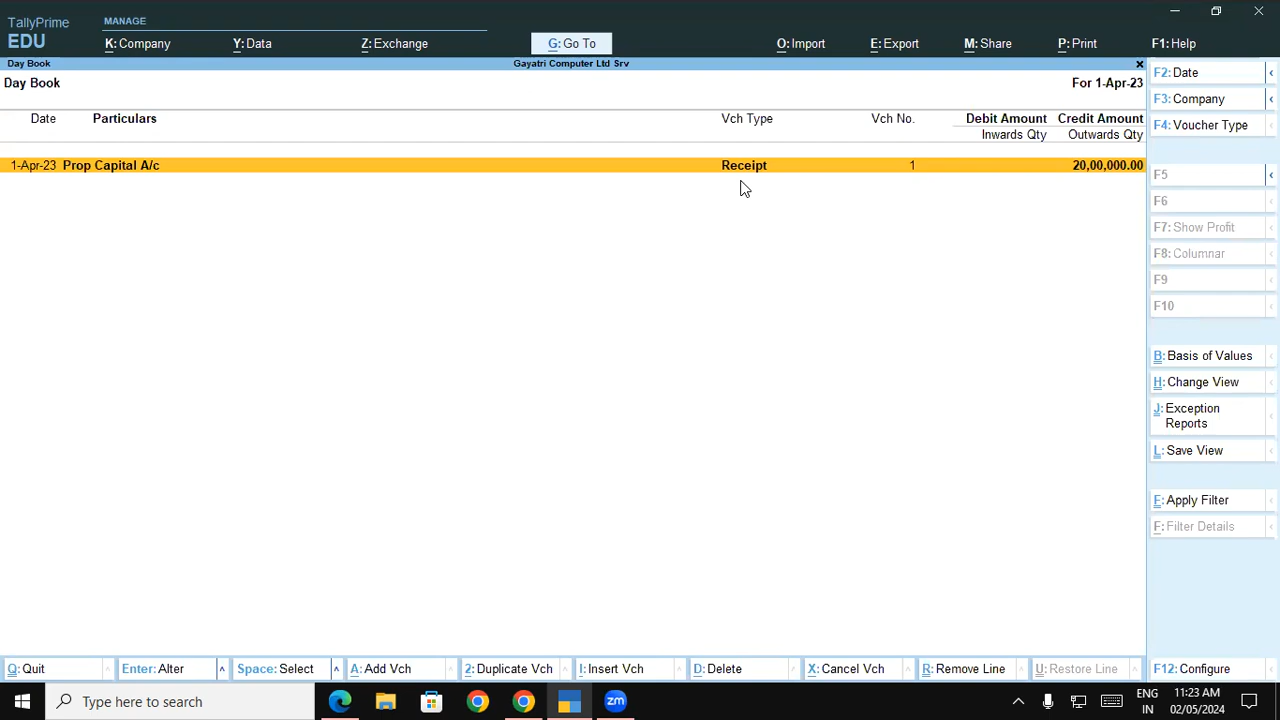 TallyPrime
EDU
MANAGE
K: Company
Y: Data
Z: Exchange
G: Go To
O: Import
E: Export
M: Share
P: Print
F1: Help
Day Book
Gayatri Computer Ltd Srv
Day Book
For 1-Apr-23
Date
Particulars
Vch Type
Vch No.
Debit Amount
Credit Amount
Inwards Qty
Outwards Qty
1-Apr-23 Prop Capital A/c Receipt 1 20,00,000.00
F2: Date
F3: Company
F4: Voucher Type
F5
F6
F7: Show Profit
F8: Columnar
F9
F10
B: Basis of Values
H: Change View
J: Exception
Reports
L: Save View
F: Apply Filter
F: Filter Details
Q: Quit
Enter: Alter
Space: Select
A: Add Vch
2: Duplicate Vch
I: Insert Vch
D: Delete
X: Cancel Vch
R: Remove Line
U: Restore Line
F12: Configure
Type here to search
zm
ENG
IN
11:23 AM
02/05/2024